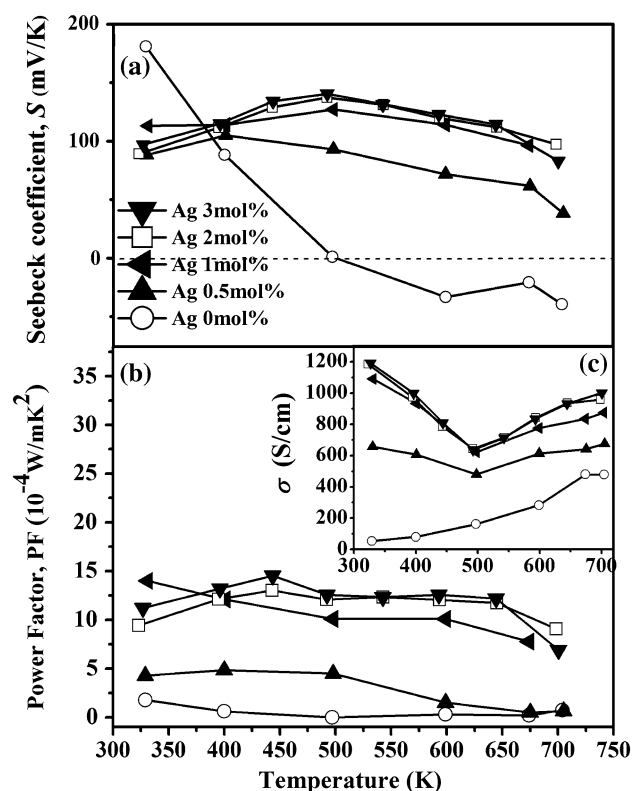 200
100
0
Seebeck coefficient, S (mV/K)
(a)
Ag 3mol%
Ag 2mol%
Ag 1mol%
Ag 0.5mol%
Ag 0mol%
(b)
35
30
25
20
15
10
5
0
Power Factor, PF (10⁻⁴W/mK²)
(c)
1200
1000
800
600
400
200
0
σ (S/cm)
300 400 500 600 700
300 350 400 450 500 550 600 650 700 750
Temperature (K)